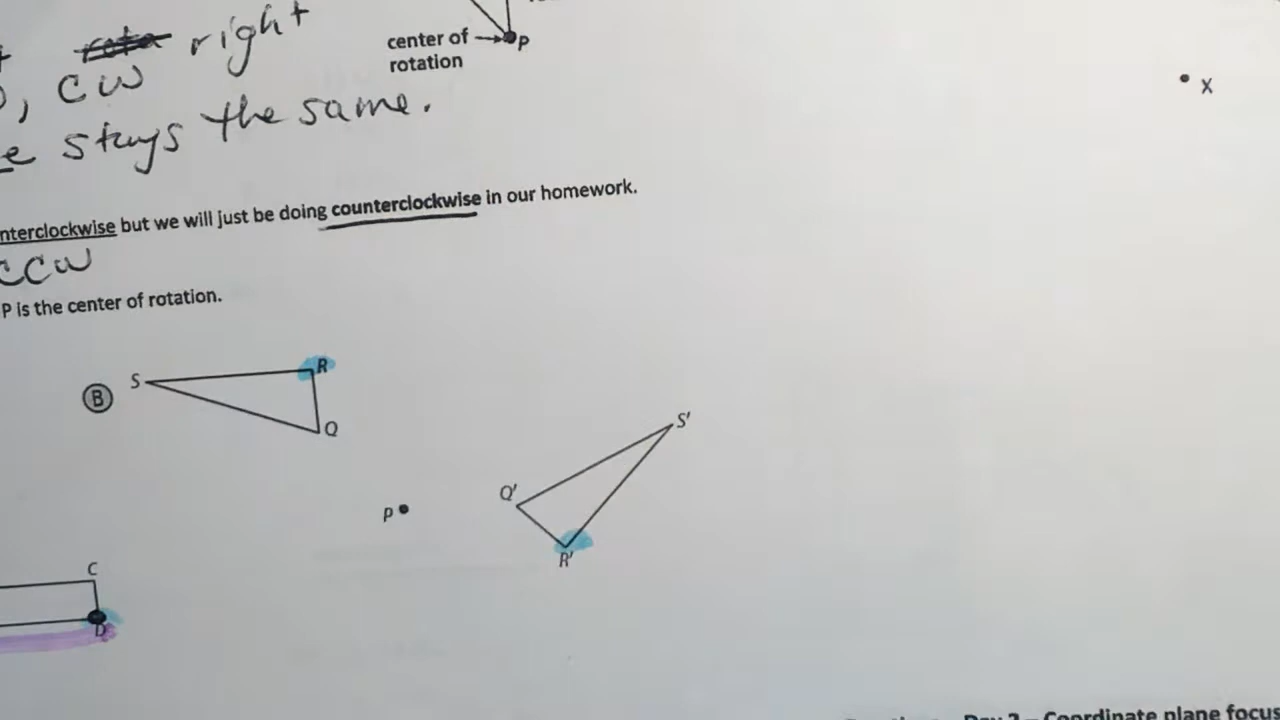 right
center of
rotation
P
X
, CW
e stays the same.
nterclockwise but we will just be doing counterclockwise in our homework.
CCW
P is the center of rotation.
B
S
R
Q
S'
Q'
R'
P
C
D
Day 2 – Coordinate plane focus